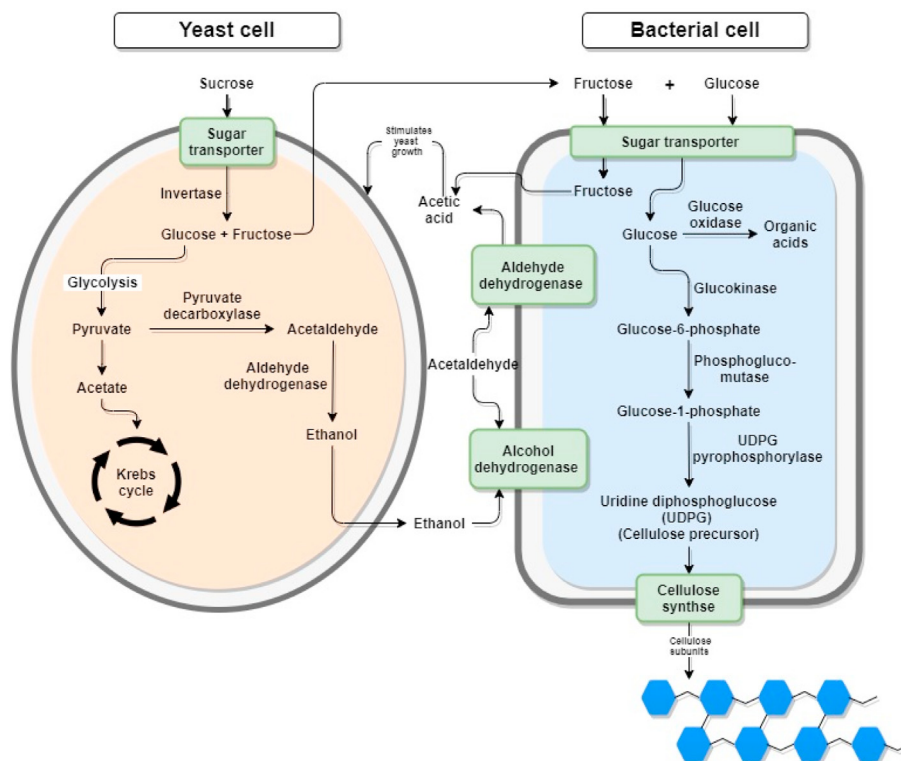 Yeast cell
Bacterial cell
Sucrose
Fructose
+
Glucose
Sugar
transporter
Stimulates
yeast
growth
Sugar transporter
Invertase
Fructose
Acetic
acid
Glucose
oxidase
Glucose + Fructose
Glucose
Organic
acids
Glycolysis
Aldehyde
dehydrogenase
Glucokinase
Pyruvate
decarboxylase
Pyruvate
Acetaldehyde
Glucose-6-phosphate
Aldehyde
dehydrogenase
Acetaldehyde
Phosphogluco-
mutase
Acetate
Glucose-1-phosphate
Ethanol
Alcohol
dehydrogenase
UDPG
pyrophosphorylase
Krebs
cycle
Uridine diphosphoglucose
(UDPG)
(Cellulose precursor)
Ethanol
Cellulose
synthse
Cellulose
subunits